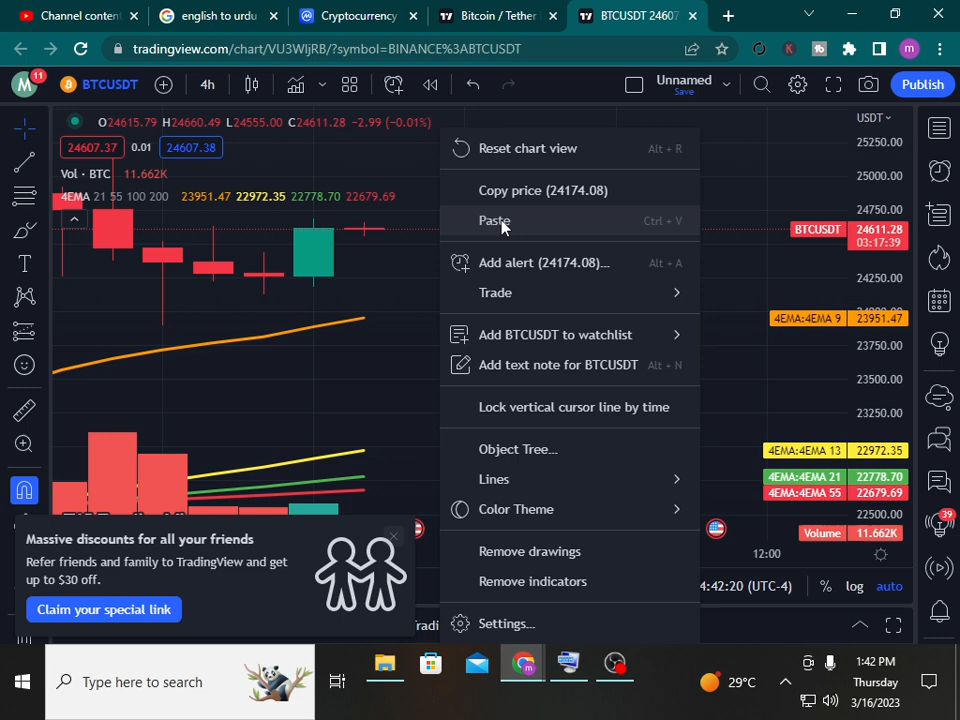 Channel content
english to urdu
Cryptocurrency
Bitcoin / Tether
BTCUSDT 24607
tradingview.com/chart/VU3WIjRB/?symbol=BINANCE%3ABTCUSDT
K
m
M 11
BTCUSDT
4h
Unnamed
Save
Publish
O24615.79 H24660.49 L24555.00 C24611.28 −2.99 (−0.01%)
USDT
24607.37 0.01 24607.38
Vol · BTC 11.662K
4EMA 21 55 100 200 23951.47 22972.35 22778.70 22679.69
25250.00
25000.00
24750.00
BTCUSDT 24611.28
03:17:39
24250.00
4EMA:4EMA 9 23951.47
23750.00
23500.00
23250.00
4EMA:4EMA 13 22972.35
4EMA:4EMA 21 22778.70
4EMA:4EMA 55 22679.69
22500.00
Volume 11.662K
39
12:00
Reset chart view Alt + R
Copy price (24174.08)
Paste Ctrl + V
Add alert (24174.08)... Alt + A
Trade
Add BTCUSDT to watchlist
Add text note for BTCUSDT Alt + N
Lock vertical cursor line by time
Object Tree...
Lines
Color Theme
Remove drawings
Remove indicators
Settings...
Massive discounts for all your friends
Refer friends and family to TradingView and get
up to $30 off.
Claim your special link
4:42:20 (UTC-4) % log auto
Type here to search
29°C
1:42 PM
Thursday
3/16/2023